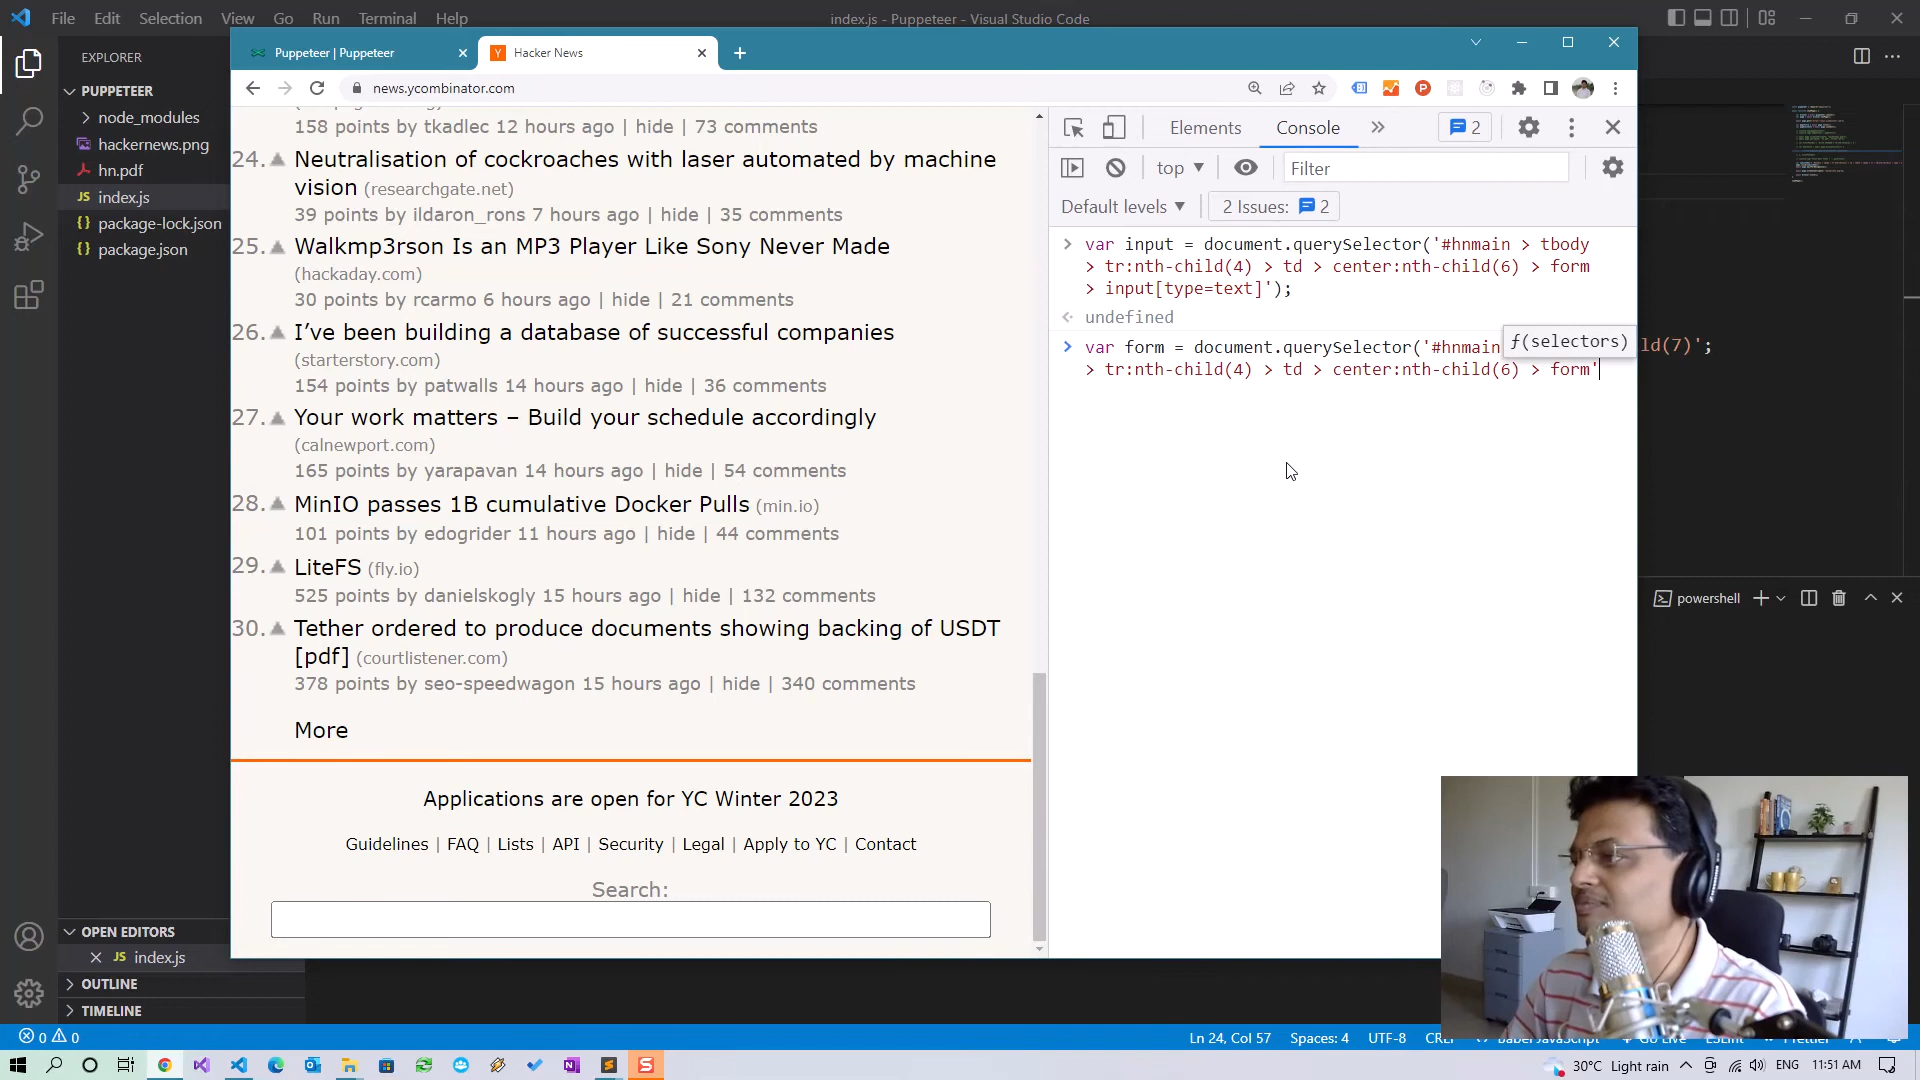 File Edit Selection View Go Run Terminal Help
index.js - Puppeteer - Visual Studio Code
EXPLORER
PUPPETEER
node_modules
hackernews.png
hn.pdf
JS index.js
{} package-lock.json
{} package.json
Puppeteer | Puppeteer
Y Hacker News
news.ycombinator.com
158 points by tkadlec 12 hours ago | hide | 73 comments
24. Neutralisation of cockroaches with laser automated by machine
vision (researchgate.net)
39 points by ildaron_rons 7 hours ago | hide | 35 comments
25. Walkmp3rson Is an MP3 Player Like Sony Never Made
(hackaday.com)
30 points by rcarmo 6 hours ago | hide | 21 comments
26. I’ve been building a database of successful companies
(starterstory.com)
154 points by patwalls 14 hours ago | hide | 36 comments
27. Your work matters – Build your schedule accordingly
(calnewport.com)
165 points by yarapavan 14 hours ago | hide | 54 comments
28. MinIO passes 1B cumulative Docker Pulls (min.io)
101 points by edogrider 11 hours ago | hide | 44 comments
29. LiteFS (fly.io)
525 points by danielskogly 15 hours ago | hide | 132 comments
30. Tether ordered to produce documents showing backing of USDT
[pdf] (courtlistener.com)
378 points by seo-speedwagon 15 hours ago | hide | 340 comments
More
Applications are open for YC Winter 2023
Guidelines | FAQ | Lists | API | Security | Legal | Apply to YC | Contact
Search:
Elements Console » 2
top Filter
Default levels 2 Issues: 2
> var input = document.querySelector('#hnmain > tbody
> tr:nth-child(4) > td > center:nth-child(6) > form
> input[type=text]');
undefined
ƒ(selectors)
> var form = document.querySelector('#hnmain
> tr:nth-child(4) > td > center:nth-child(6) > form'
ld(7)';
powershell
OPEN EDITORS
JS index.js
OUTLINE
TIMELINE
0 0
Ln 24, Col 57 Spaces: 4 UTF-8
30°C Light rain ENG 11:51 AM